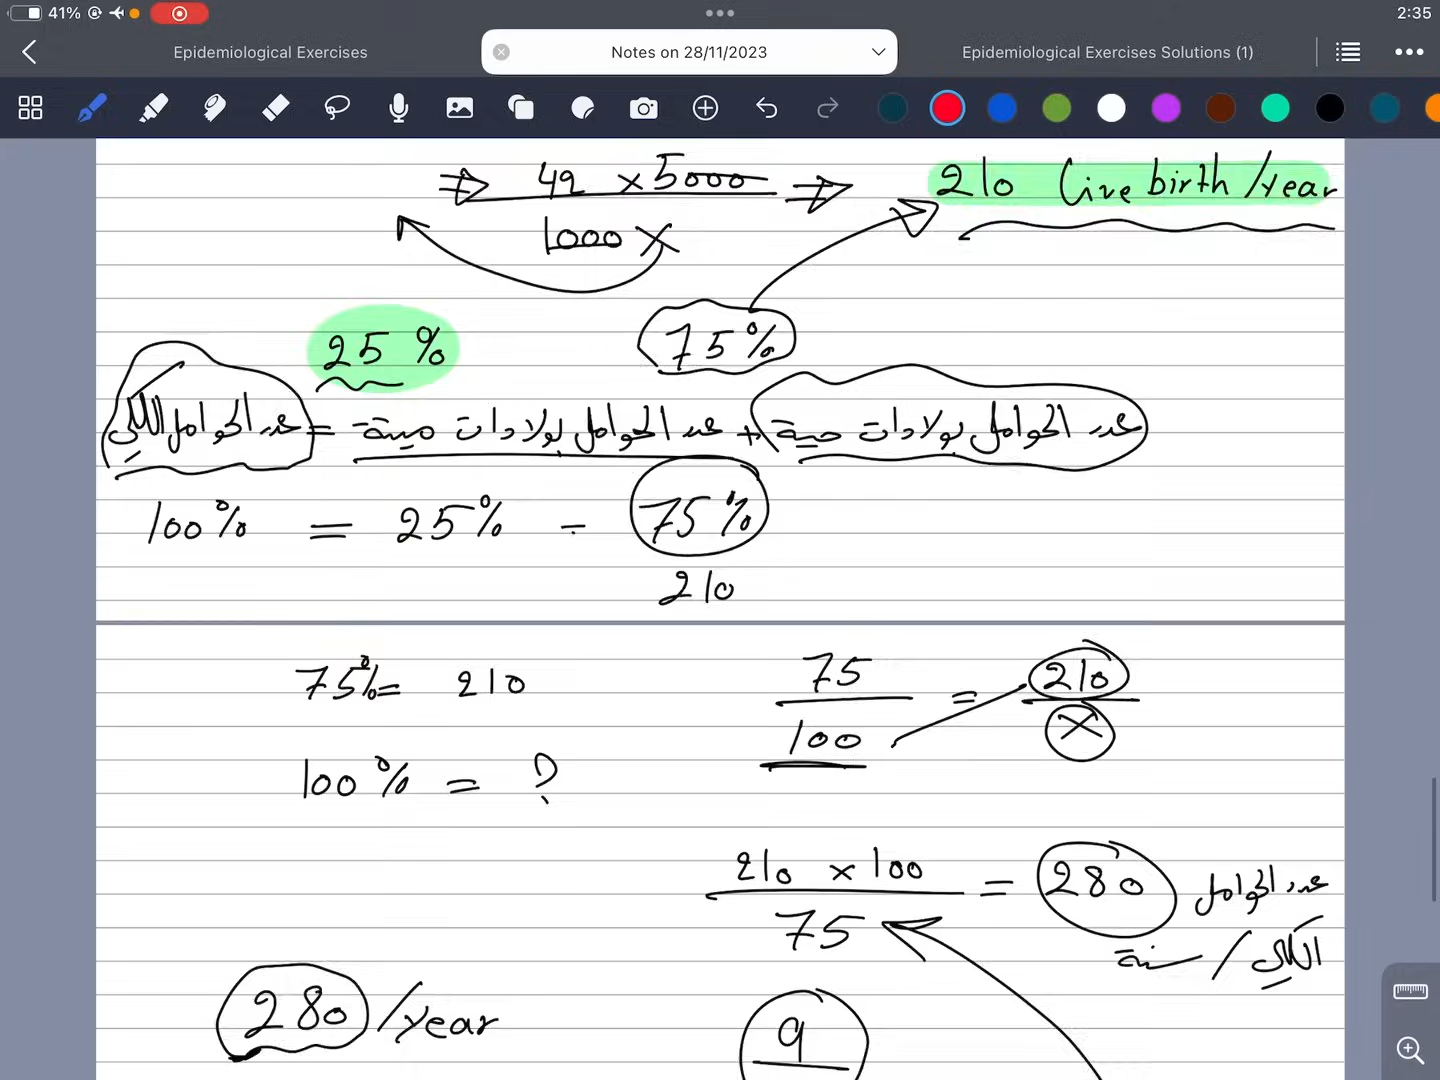 41% 2:35
Epidemiological Exercises Notes on 28/11/2023 Epidemiological Exercises Solutions (1)
⇒ 42 × 5000 ⇒ 210 Live birth/year
1000 ×
25 % 75%
عدد الحوامل الكلي = عدد الحوامل بولادات ميتة + عدد الحوامل بولادات حية
100% = 25% - 75%
210
75% = 210
75 = 210
100 X
100% = ?
210 × 100 = 280 عدد الحوامل
75 الكلي / سنة
280 /year
9